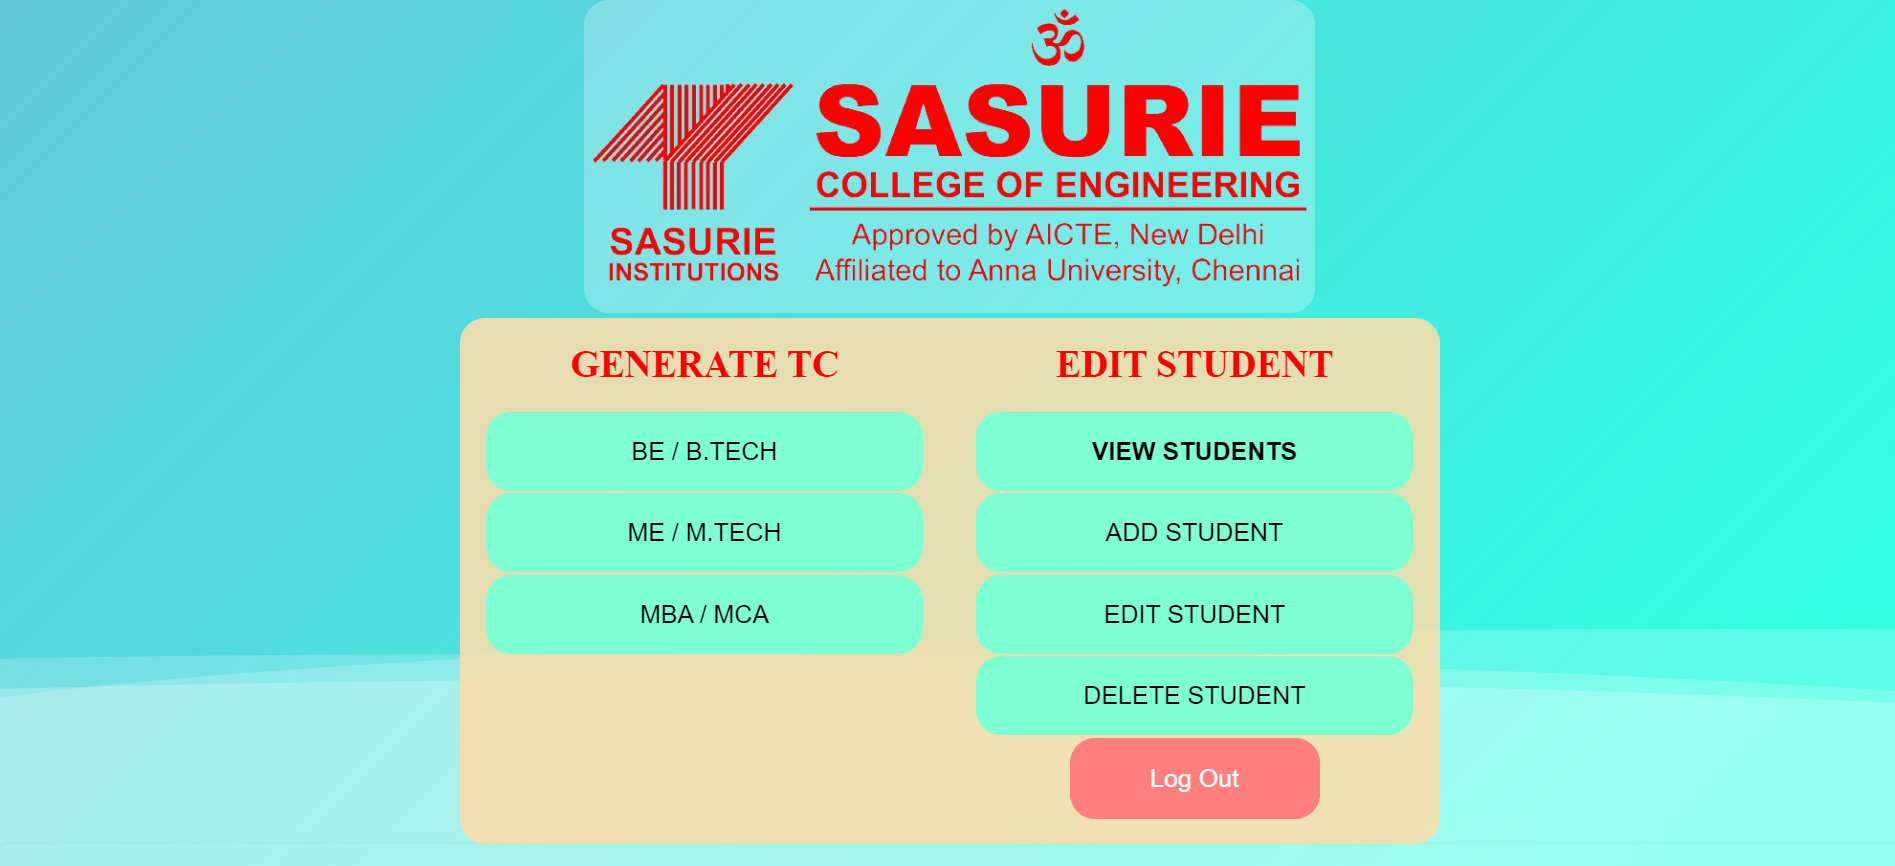 ॐ
SASURIE
COLLEGE OF ENGINEERING
Approved by AICTE, New Delhi
Affiliated to Anna University, Chennai
SASURIE
INSTITUTIONS
GENERATE TC
BE / B.TECH
ME / M.TECH
MBA / MCA
EDIT STUDENT
VIEW STUDENTS
ADD STUDENT
EDIT STUDENT
DELETE STUDENT
Log Out